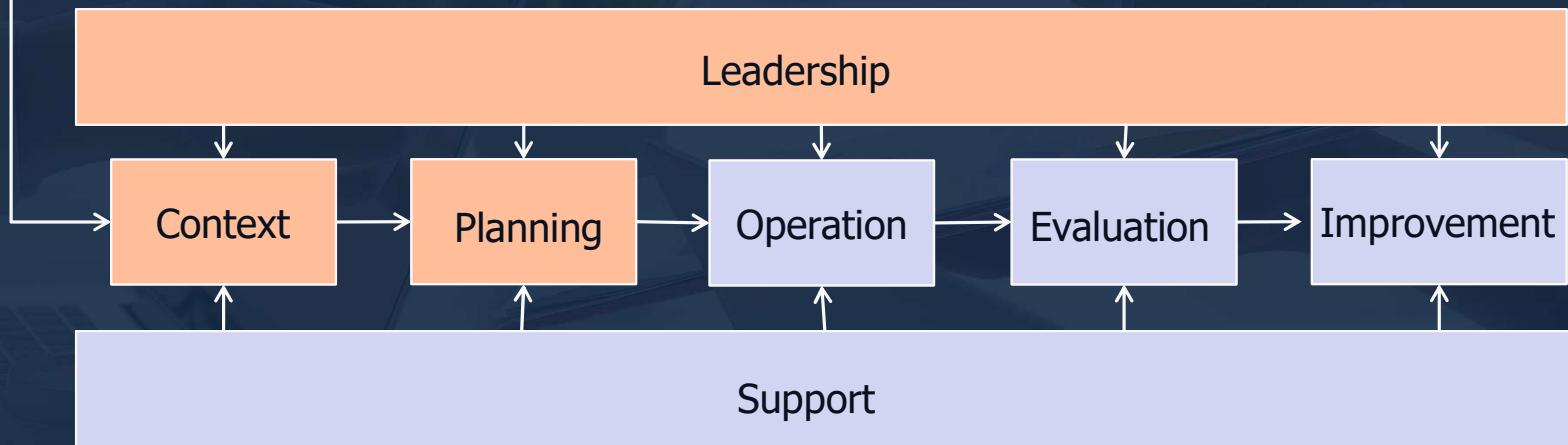 Leadership
Context
Planning
Operation
Evaluation
Improvement
Support